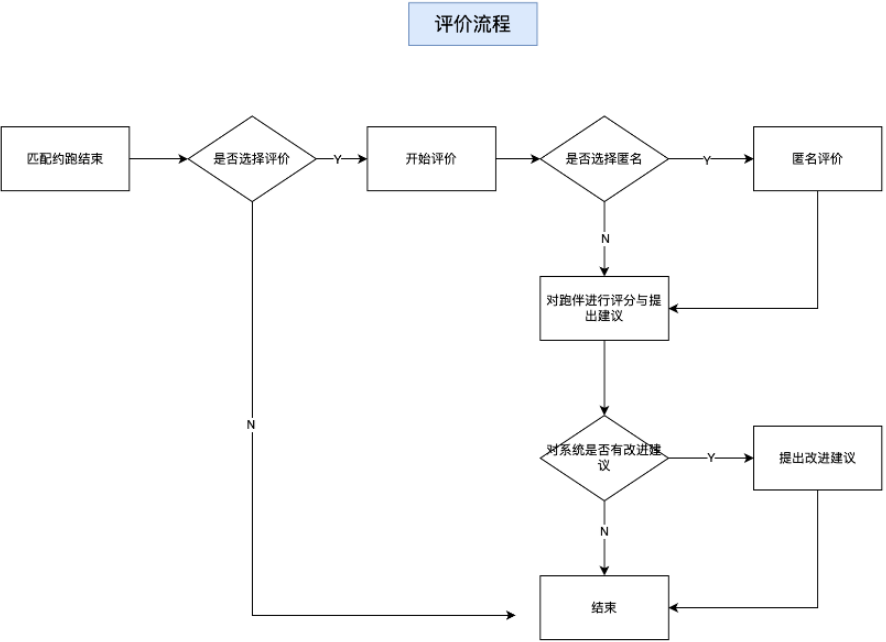 评价流程
匹配约跑结束
是否选择评价
Y
开始评价
是否选择匿名
Y
匿名评价
N
对跑伴进行评分与提
出建议
N
对系统是否有改进建
议
Y
提出改进建议
N
结束